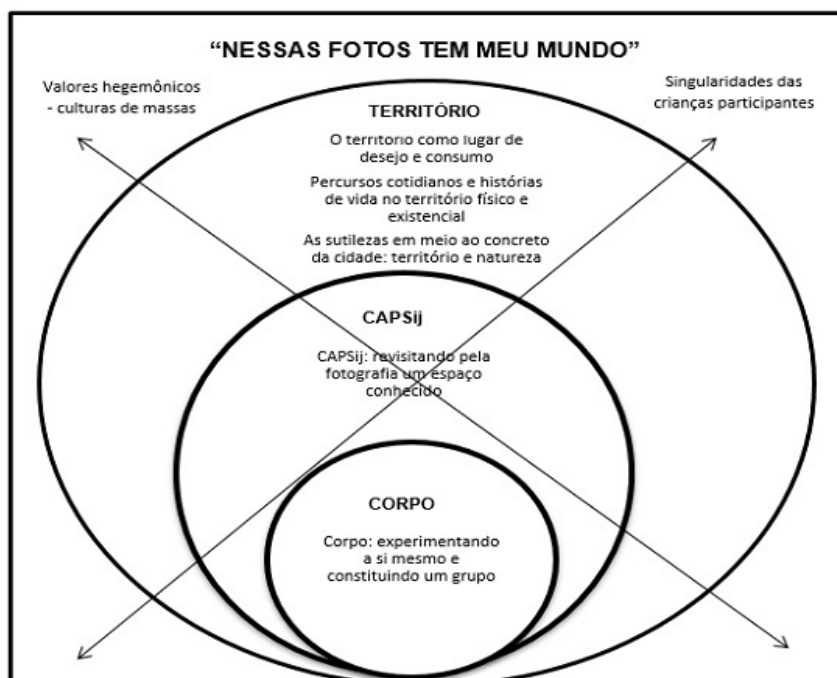 “NESSAS FOTOS TEM MEU MUNDO”
Valores hegemônicos
- culturas de massas
Singularidades das
crianças participantes
TERRITÓRIO
O território como lugar de
desejo e consumo
Percursos cotidianos e histórias
de vida no território físico e
existencial
As sutilezas em meio ao concreto
da cidade: território e natureza
CAPSij
CAPSij: revisitando pela
fotografia um espaço
conhecido
CORPO
Corpo: experimentando
a si mesmo e
constituindo um grupo